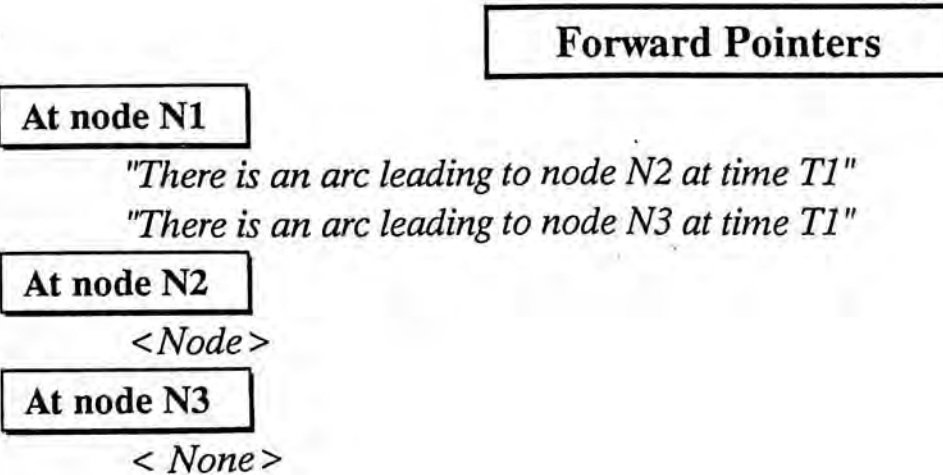 Forward Pointers
At node N1
"There is an arc leading to node N2 at time T1"
"There is an arc leading to node N3 at time T1"
At node N2
<Node>
At node N3
< None>